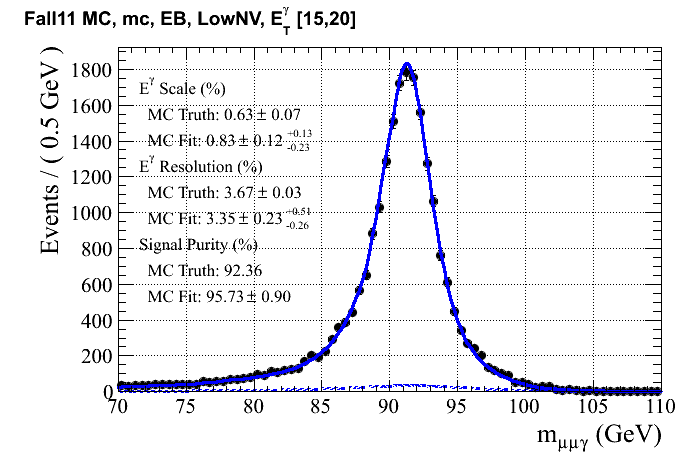 Fall11 MC, mc, EB, LowNV, E_T^γ [15,20]
Events / ( 0.5 GeV )
1800
1600
1400
1200
1000
800
600
400
200
0
E^γ Scale (%)
MC Truth: 0.63 ± 0.07
MC Fit: 0.83 ± 0.12 +0.13 -0.23
E^γ Resolution (%)
MC Truth: 3.67 ± 0.03
MC Fit: 3.35 ± 0.23 +0.51 -0.26
Signal Purity (%)
MC Truth: 92.36
MC Fit: 95.73 ± 0.90
70 75 80 85 90 95 100 105 110
m_μμγ (GeV)